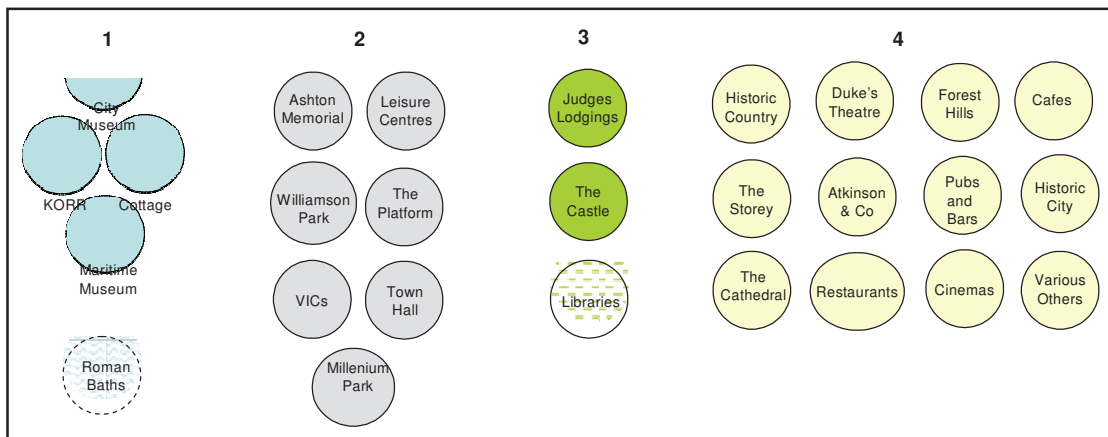 1
2
3
4
City
Museum
KORR
Cottage
Maritime
Museum
Roman
Baths
Ashton
Memorial
Leisure
Centres
Williamson
Park
The
Platform
VICs
Town
Hall
Millenium
Park
Judges
Lodgings
The
Castle
Libraries
Historic
Country
Duke's
Theatre
Forest
Hills
Cafes
The
Storey
Atkinson
& Co
Pubs
and
Bars
Historic
City
The
Cathedral
Restaurants
Cinemas
Various
Others